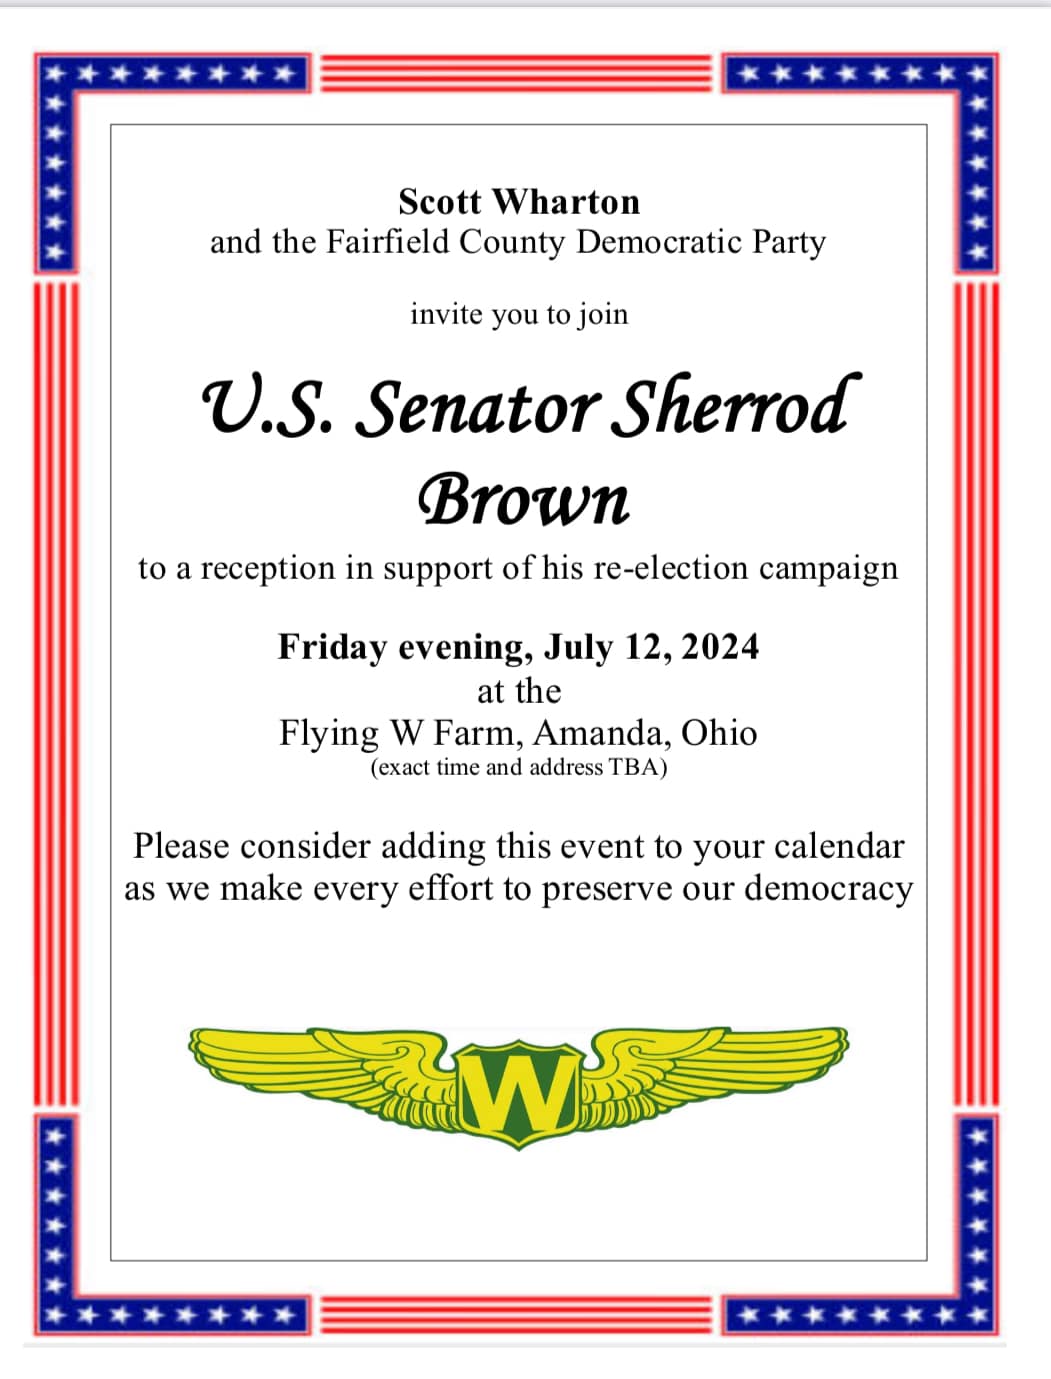 Scott Wharton
and the Fairfield County Democratic Party
invite you to join
U.S. Senator Sherrod
Brown
to a reception in support of his re-election campaign
Friday evening, July 12, 2024
at the
Flying W Farm, Amanda, Ohio
(exact time and address TBA)
Please consider adding this event to your calendar
as we make every effort to preserve our democracy
W